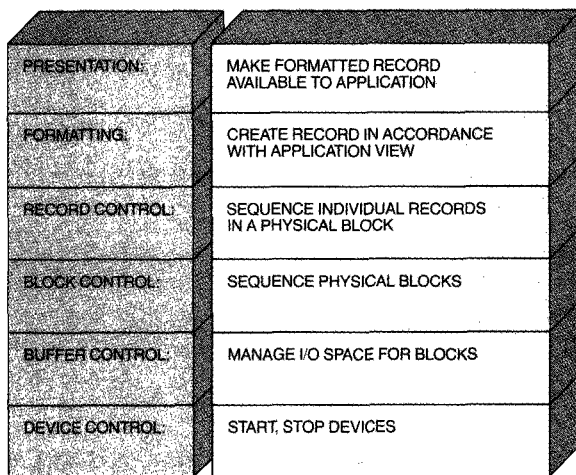 PRESENTATION:
MAKE FORMATTED RECORD
AVAILABLE TO APPLICATION
FORMATTING:
CREATE RECORD IN ACCORDANCE
WITH APPLICATION VIEW
RECORD CONTROL:
SEQUENCE INDIVIDUAL RECORDS
IN A PHYSICAL BLOCK
BLOCK CONTROL:
SEQUENCE PHYSICAL BLOCKS
BUFFER CONTROL:
MANAGE I/O SPACE FOR BLOCKS
DEVICE CONTROL:
START, STOP DEVICES